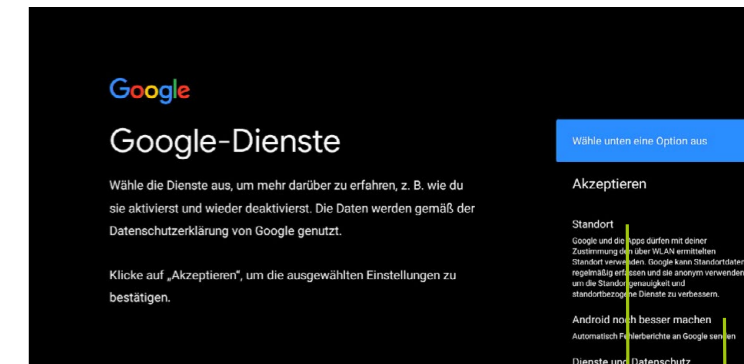 Google
Google-Dienste
Wähle die Dienste aus, um mehr darüber zu erfahren, z. B. wie du
sie aktivierst und wieder deaktivierst. Die Daten werden gemäß der
Datenschutzerklärung von Google genutzt.
Klicke auf „Akzeptieren", um die ausgewählten Einstellungen zu
bestätigen.
Wähle unten eine Option aus
Akzeptieren
Standort
Google und die Apps dürfen mit deiner
Zustimmung den über WLAN ermittelten
Standort verwenden. Google kann Standortdaten
regelmäßig erfassen und sie anonym verwenden,
um die Standortgenauigkeit und
standortbezogene Dienste zu verbessern.
Android noch besser machen
Automatisch Fehlerberichte an Google senden
Dienste und Datenschutz